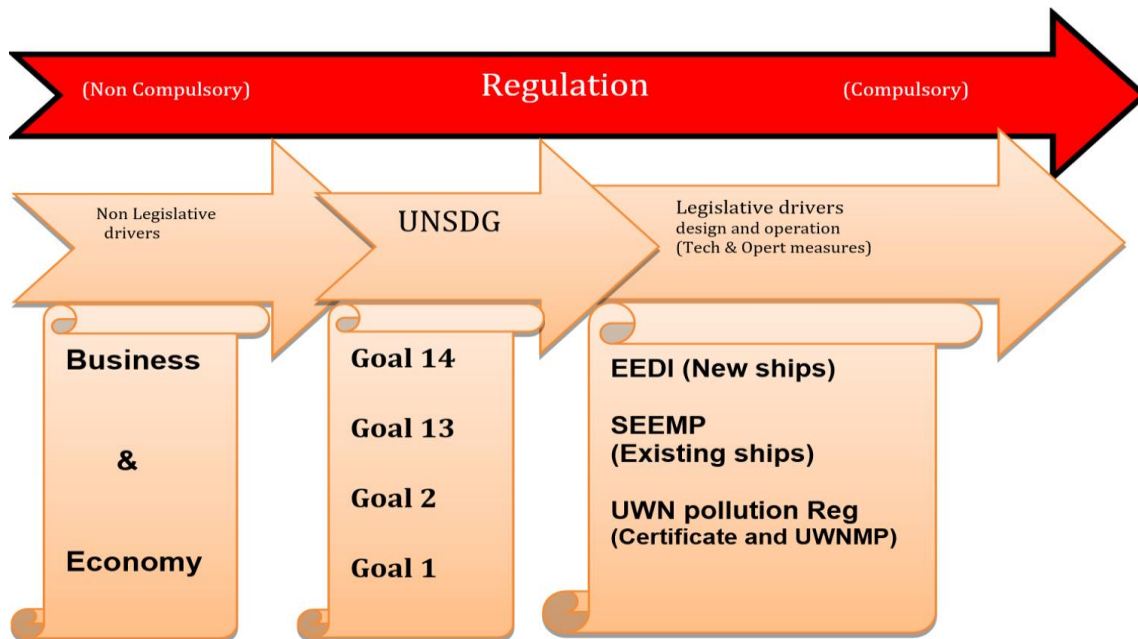 (Non Compulsory) Regulation (Compulsory)
Non Legislative
drivers
UNSDG
Legislative drivers
design and operation
(Tech & Opert measures)
Business
&
Economy
Goal 14
Goal 13
Goal 2
Goal 1
EEDI (New ships)
SEEMP
(Existing ships)
UWN pollution Reg
(Certificate and UWNMP)